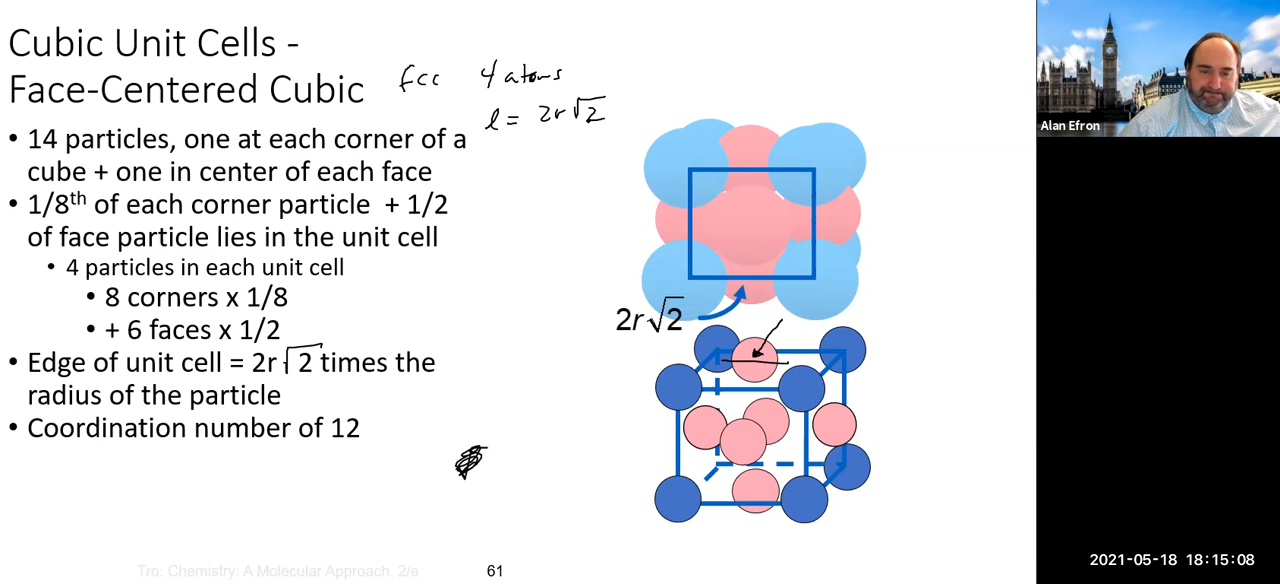 Cubic Unit Cells -
Face-Centered Cubic
fcc 4 atoms
l = 2r√2
• 14 particles, one at each corner of a
cube + one in center of each face
• 1/8th of each corner particle + 1/2
of face particle lies in the unit cell
• 4 particles in each unit cell
• 8 corners x 1/8
• + 6 faces x 1/2
• Edge of unit cell = 2r√2 times the
radius of the particle
• Coordination number of 12
2r√2
Tro: Chemistry: A Molecular Approach, 2/e
61
Alan Efron
2021-05-18 18:15:08